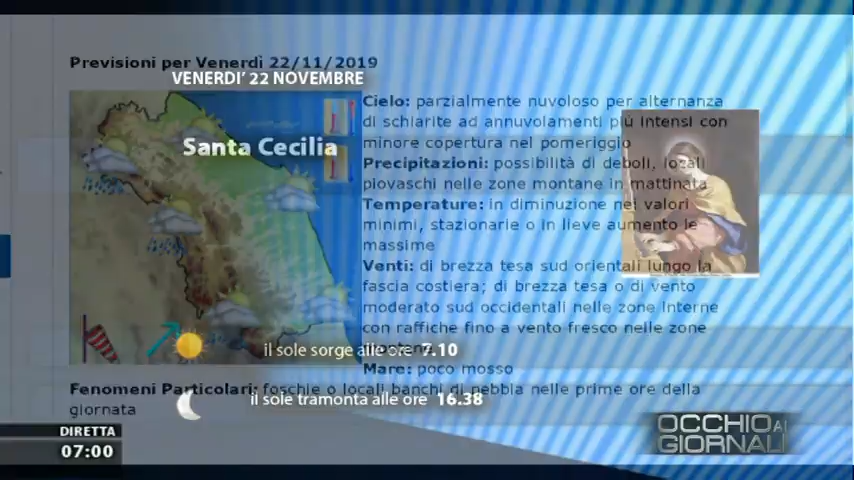 Previsioni per Venerdì 22/11/2019
VENERDI' 22 NOVEMBRE
Santa Cecilia
Cielo: parzialmente nuvoloso per alternanza
di schiarite ad annuvolamenti più intensi con
minore copertura nel pomeriggio
Precipitazioni: possibilità di deboli, locali
piovaschi nelle zone montane in mattinata
Temperature: in diminuzione nei valori
minimi, stazionarie o in lieve aumento le
massime
Venti: di brezza tesa sud orientali lungo la
fascia costiera; di brezza tesa o di vento
moderato sud occidentali nelle zone interne
con raffiche fino a vento fresco nelle zone
montane
il sole sorge alle ore 7.10
Mare: poco mosso
Fenomeni Particolari: foschie o locali banchi di nebbia nelle prime ore della
giornata
il sole tramonta alle ore 16.38
OCCHIO AI
GIORNALI
DIRETTA
07:00